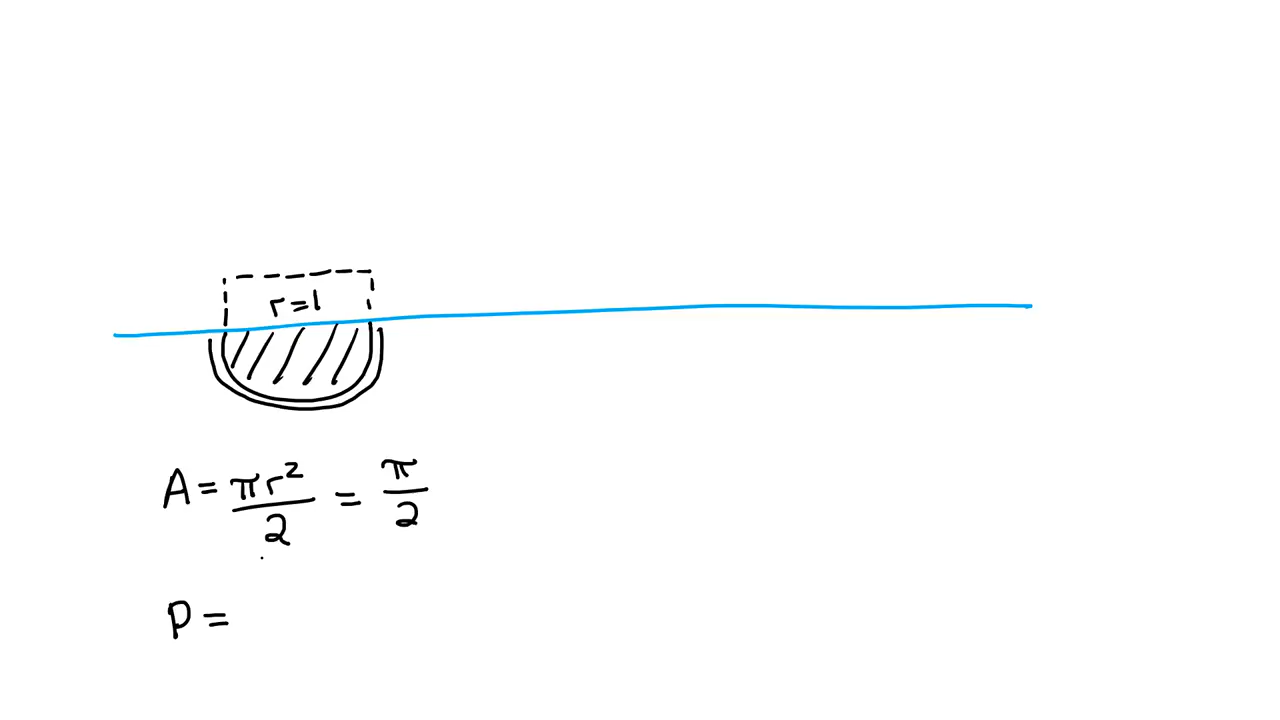 r=1
A = πr²/2 = π/2
P =